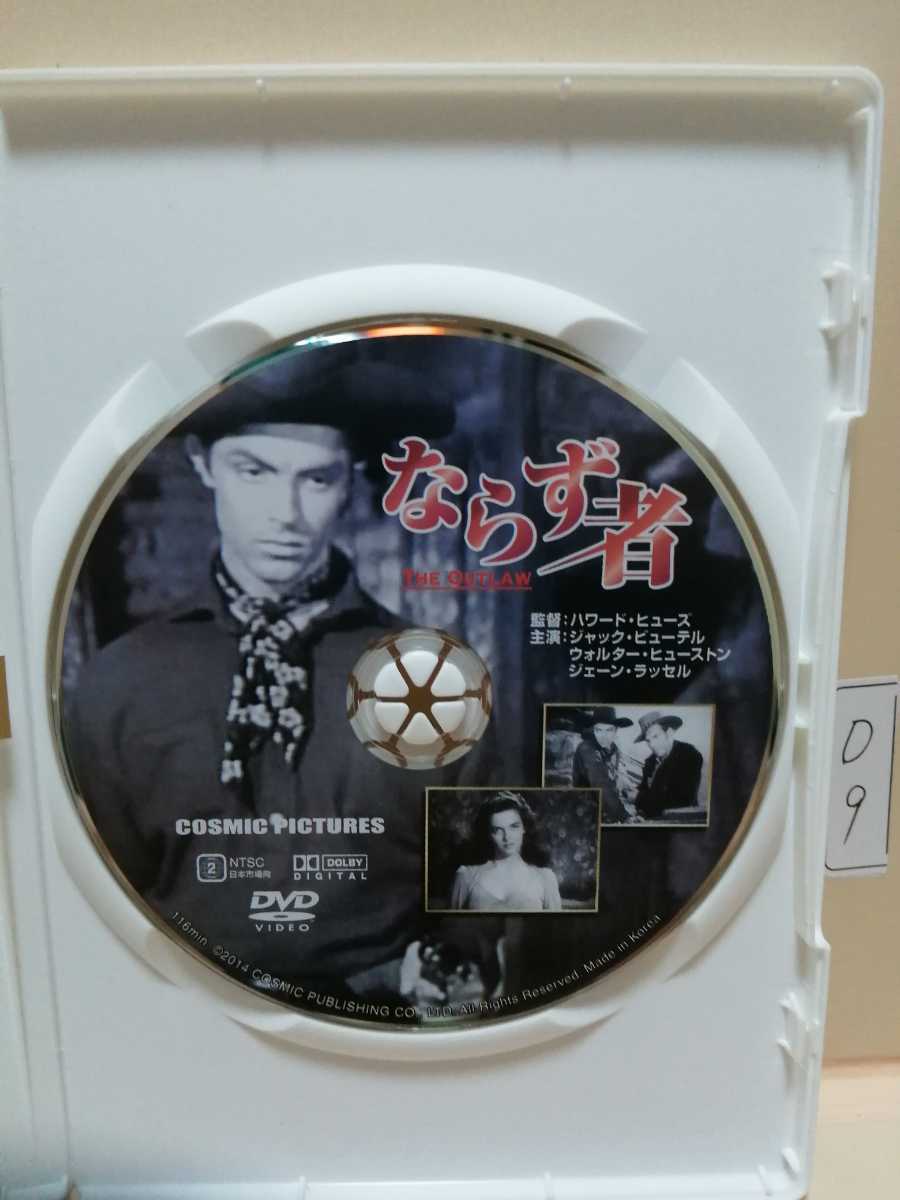 ならず者
THE OUTLAW
監督:ハワード・ヒューズ
主演:ジャック・ビューテル
ウォルター・ヒューストン
ジェーン・ラッセル
COSMIC PICTURES
2 NTSC
日本市場向
DOLBY
DIGITAL
DVD
VIDEO
116min. ©2014 COSMIC PUBLISHING CO., LTD. All Rights Reserved. Made in Korea
D
9